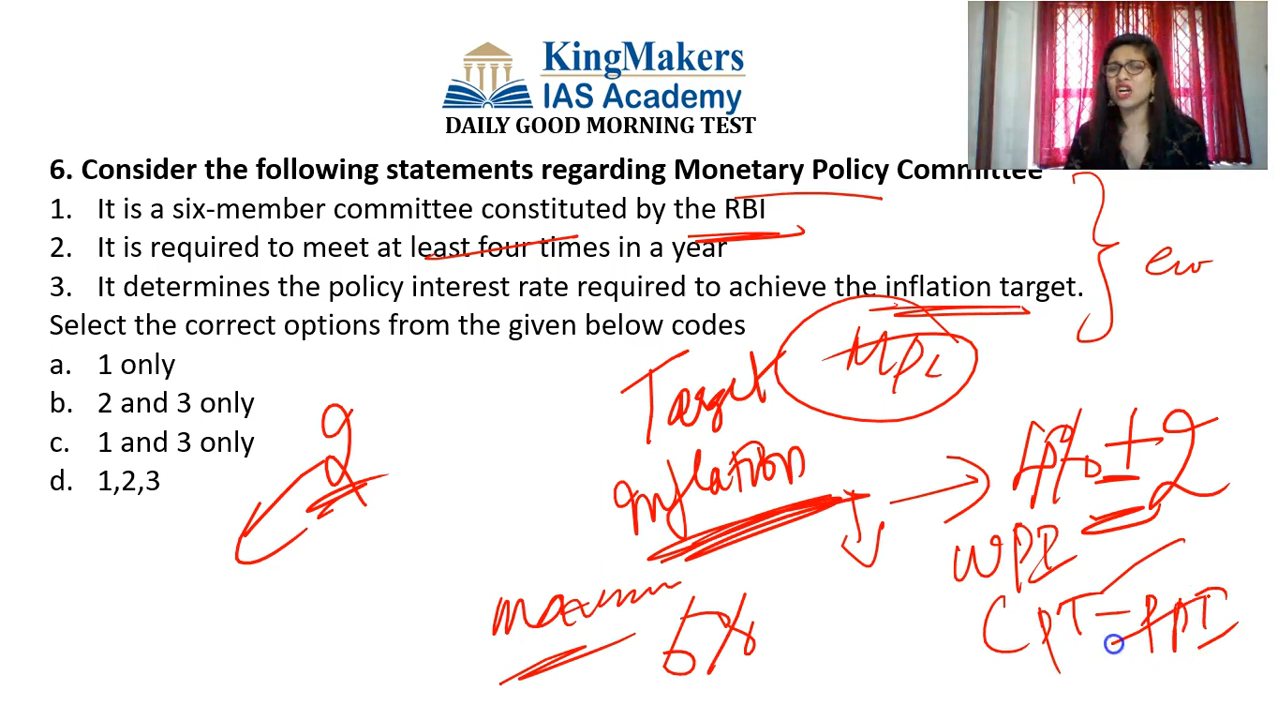 KingMakers
IAS Academy
DAILY GOOD MORNING TEST
6. Consider the following statements regarding Monetary Policy Committee
1. It is a six-member committee constituted by the RBI
2. It is required to meet at least four times in a year
3. It determines the policy interest rate required to achieve the inflation target.
Select the correct options from the given below codes
a. 1 only
b. 2 and 3 only
c. 1 and 3 only
d. 1,2,3
Target
Inflation
4% ± 2
WPI
CPI - PPI
6%